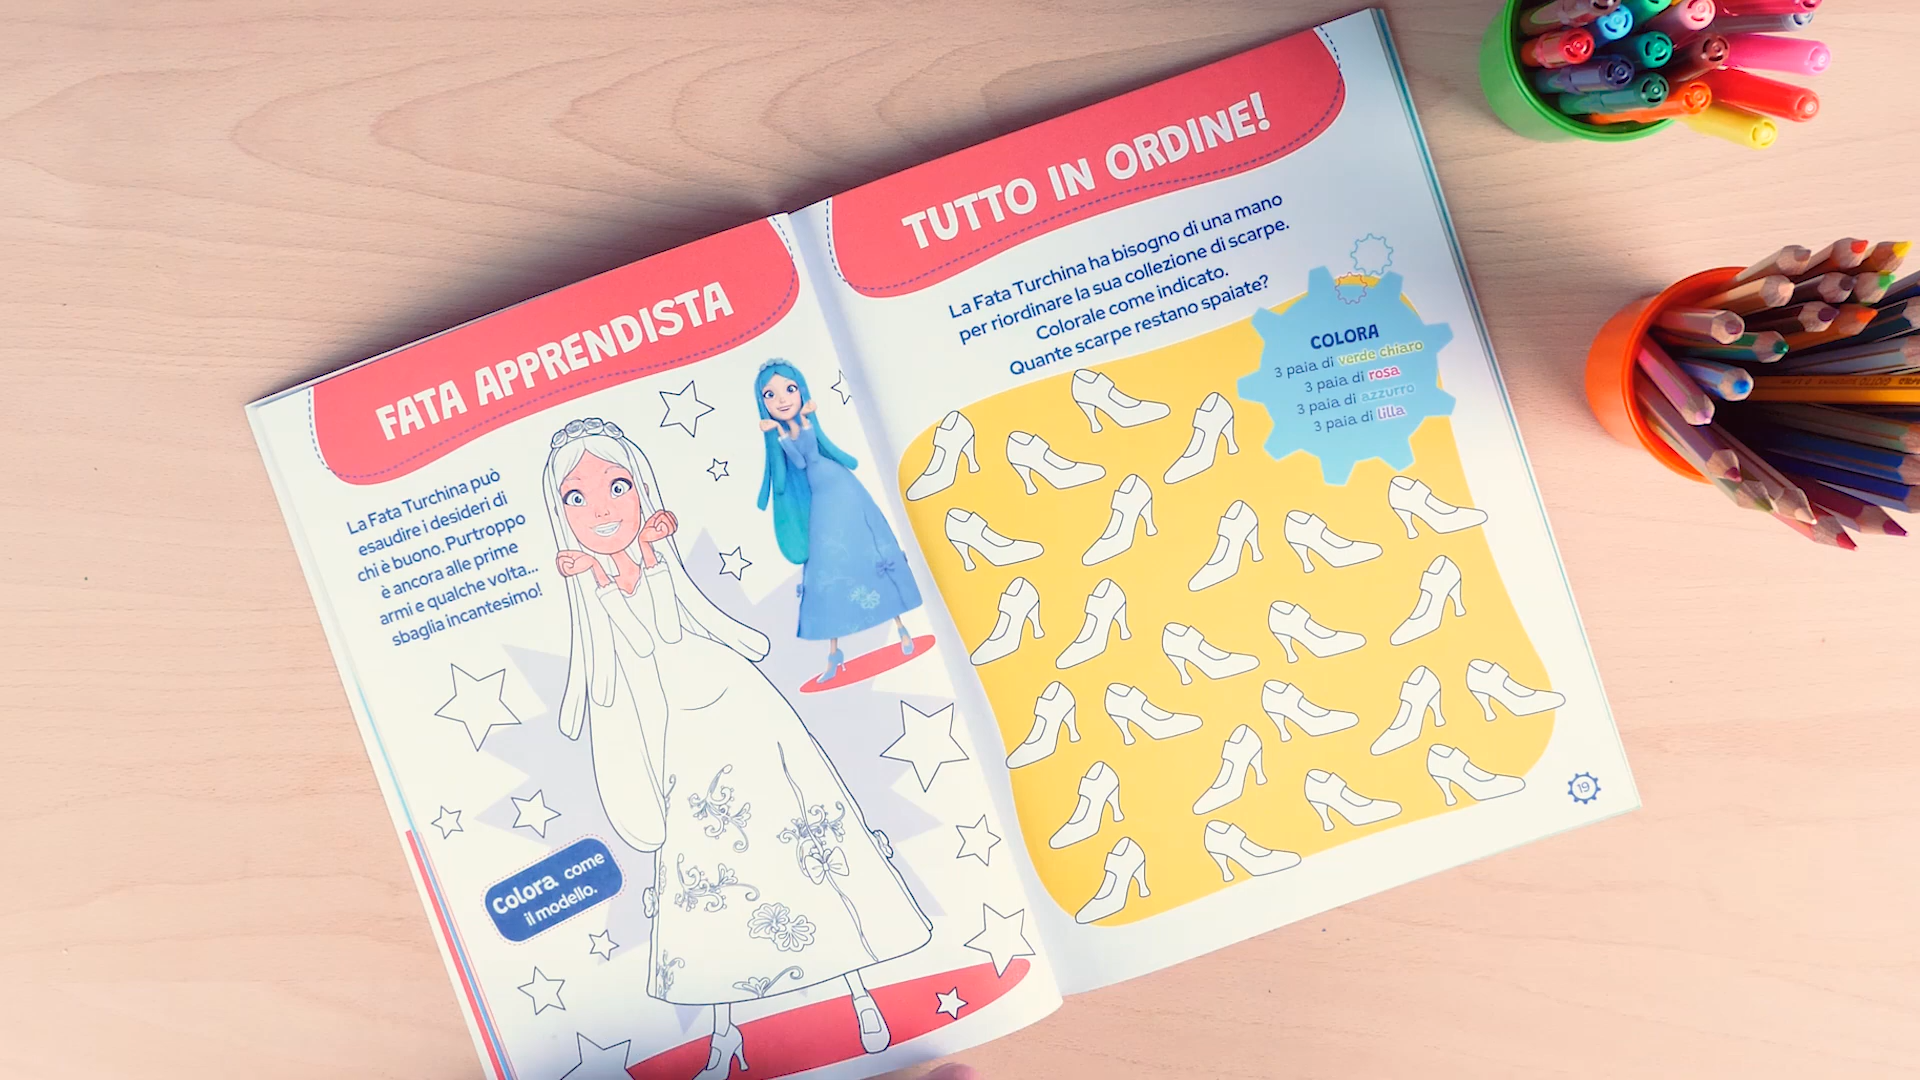 FATA APPRENDISTA
La Fata Turchina può
esaudire i desideri di
chi è buono. Purtroppo
è ancora alle prime
armi e qualche volta...
sbaglia incantesimo!
Colora come
il modello.
TUTTO IN ORDINE!
La Fata Turchina ha bisogno di una mano
per riordinare la sua collezione di scarpe.
Colorale come indicato.
Quante scarpe restano spaiate?
COLORA
3 paia di verde chiaro
3 paia di rosa
3 paia di azzurro
3 paia di lilla
19